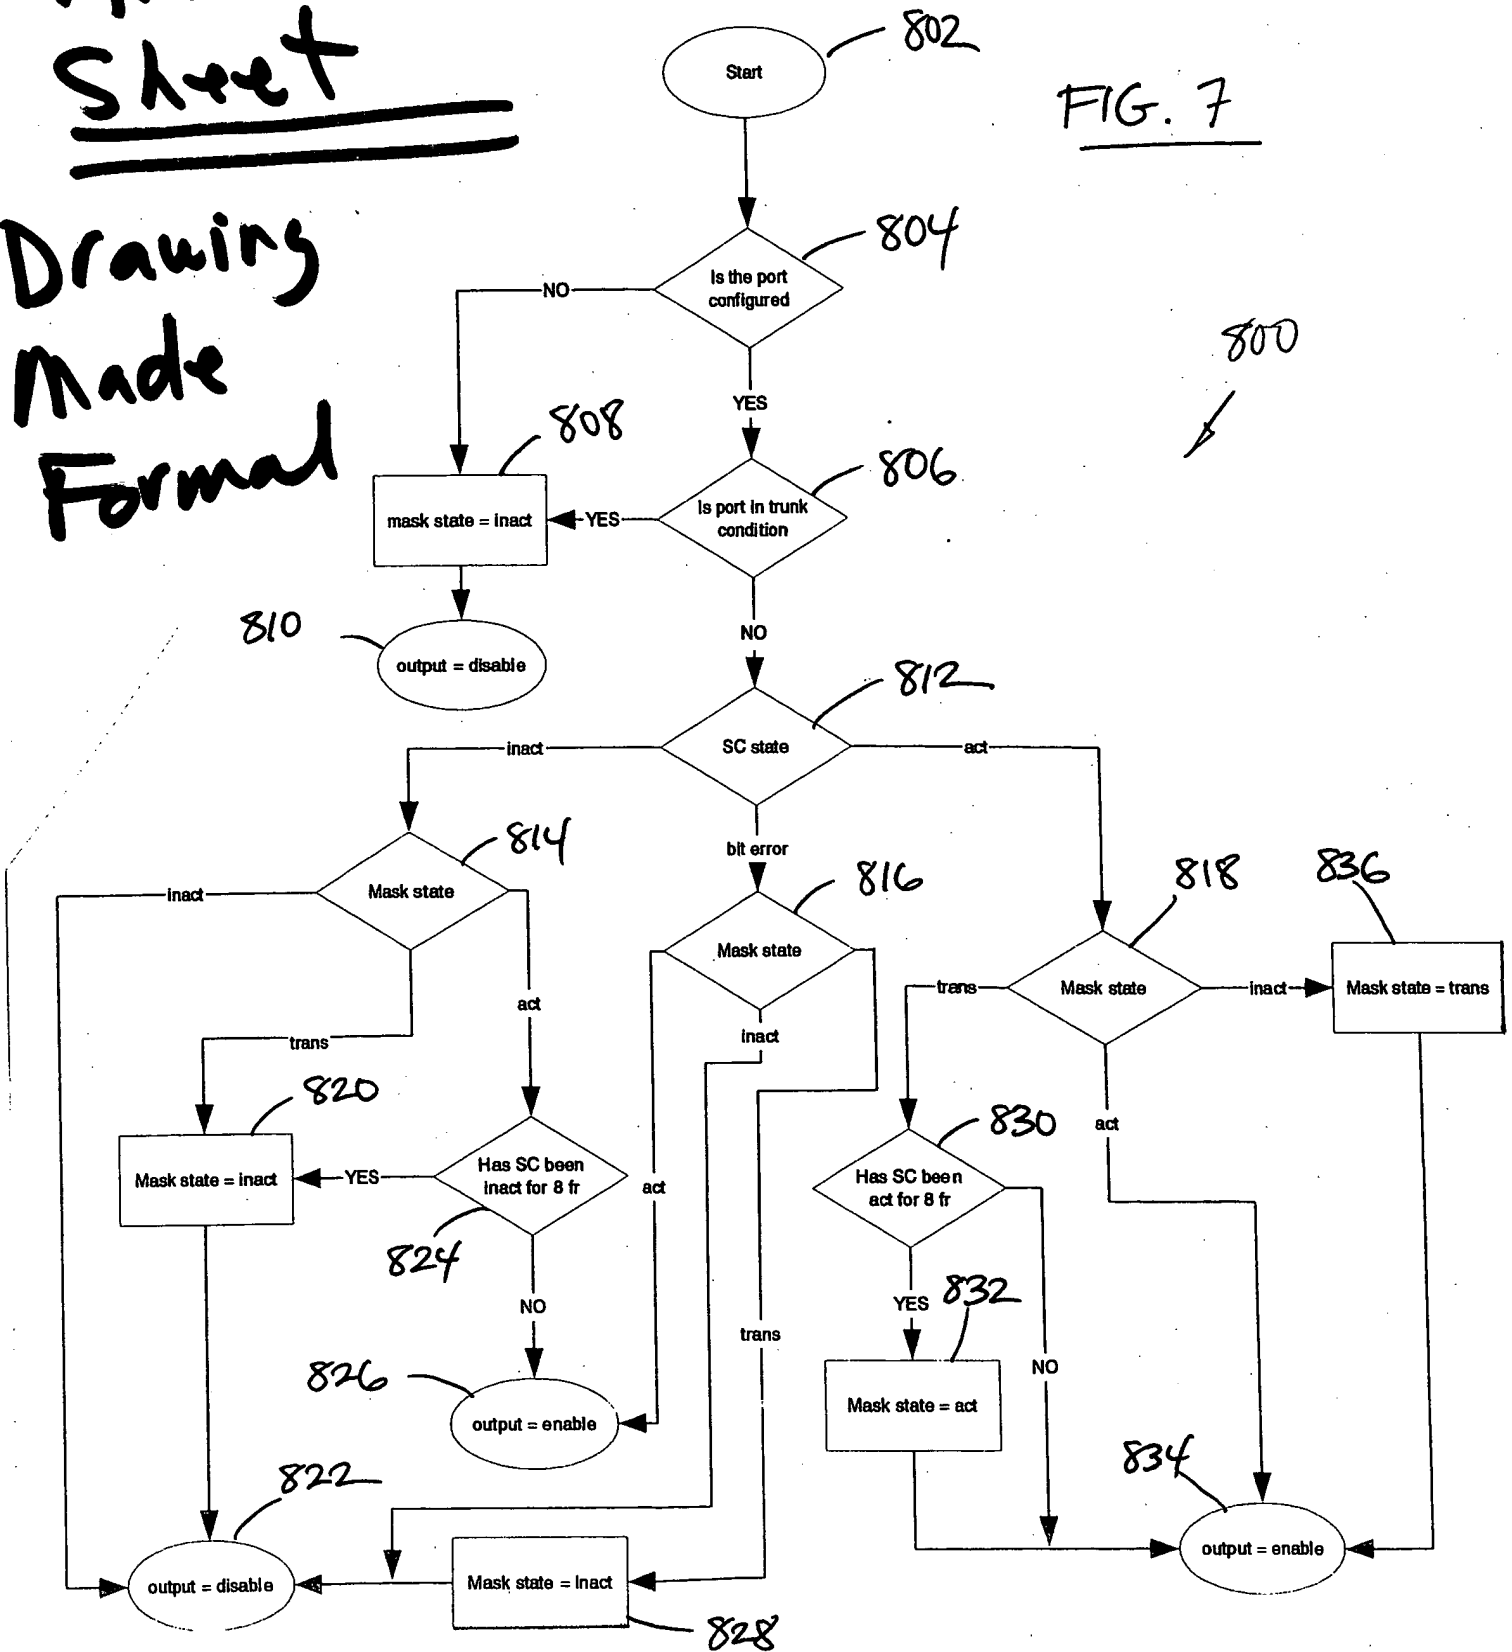 Sheet
Drawing
Made
Formal
FIG. 7
800
802
Start
804
Is the port
configured
NO
YES
808
806
mask state = inact
YES
Is port in trunk
condition
NO
810
output = disable
812
SC state
inact
act
bit error
814
Mask state
inact
act
trans
816
Mask state
act
inact
trans
818
Mask state
trans
inact
act
836
Mask state = trans
820
Mask state = inact
YES
Has SC been
inact for 8 fr
824
NO
826
output = enable
830
Has SC been
act for 8 fr
YES
NO
832
Mask state = act
834
output = enable
822
output = disable
Mask state = inact
828